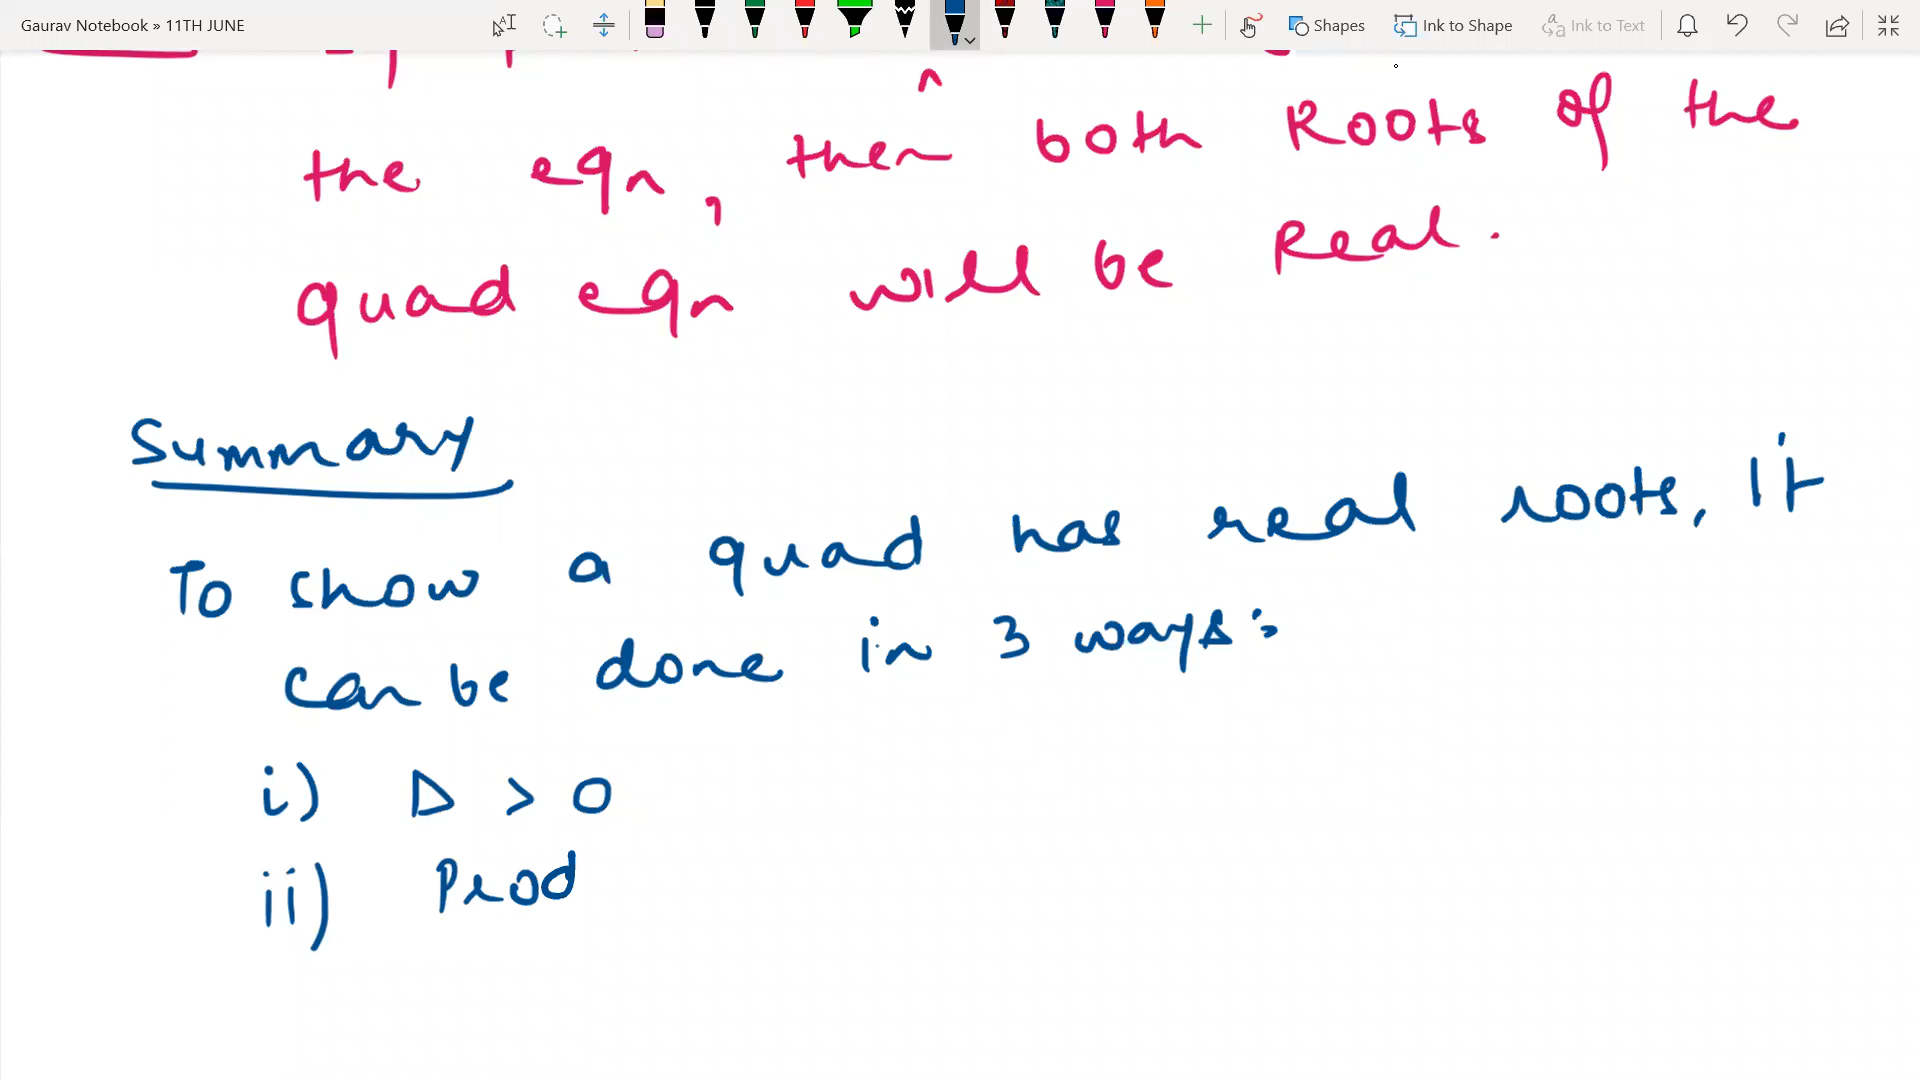 Gaurav Notebook » 11TH JUNE Shapes Ink to Shape Ink to Text
the eqn, then both Roots of the
quad eqn will be Real.
Summary
To show a quad has real roots, it
can be done in 3 ways:
i) Δ > 0
ii) Prod